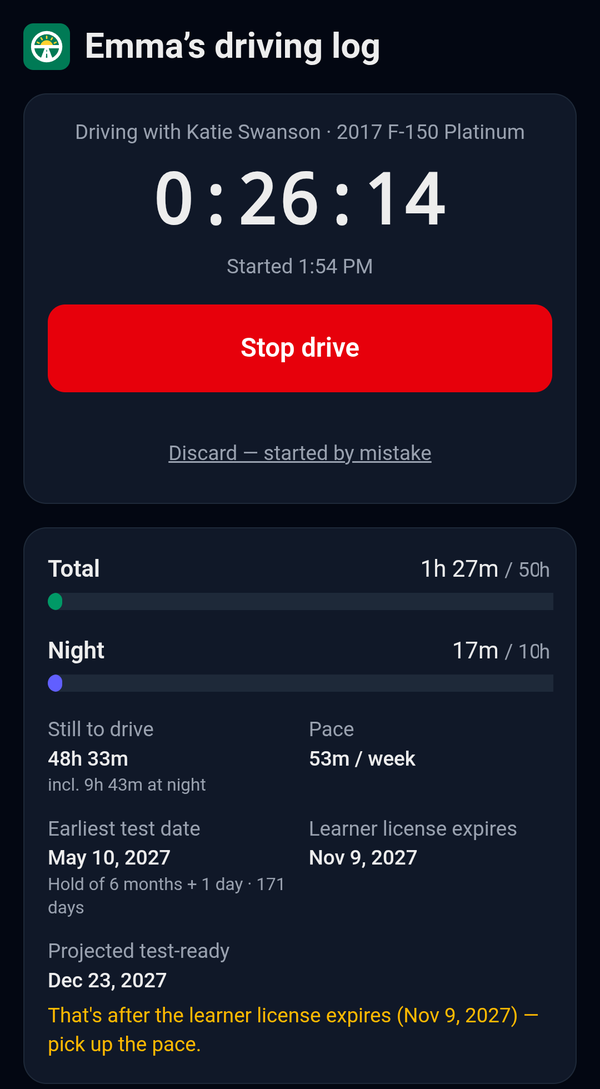 Emma’s driving log
Driving with Katie Swanson · 2017 F-150 Platinum
0:26:14
Started 1:54 PM
Stop drive
Discard — started by mistake
Total 1h 27m / 50h
Night 17m / 10h
Still to drive
48h 33m
incl. 9h 43m at night
Pace
53m / week
Earliest test date
May 10, 2027
Hold of 6 months + 1 day · 171
days
Learner license expires
Nov 9, 2027
Projected test-ready
Dec 23, 2027
That's after the learner license expires (Nov 9, 2027) —
pick up the pace.